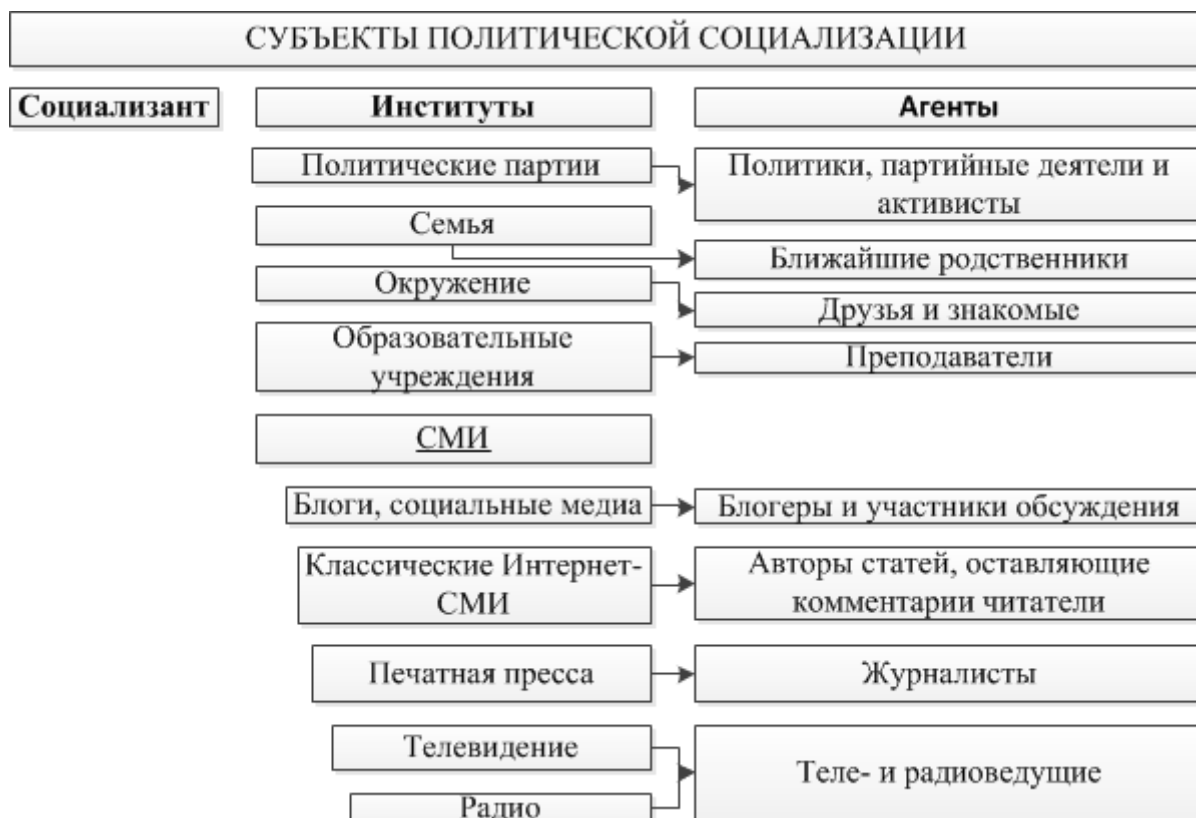 СУБЪЕКТЫ ПОЛИТИЧЕСКОЙ СОЦИАЛИЗАЦИИ
Социализант
Институты
Агенты
Политические партии
Политики, партийные деятели и
активисты
Семья
Ближайшие родственники
Окружение
Друзья и знакомые
Образовательные
учреждения
Преподаватели
СМИ
Блоги, социальные медиа
Блогеры и участники обсуждения
Классические Интернет-
СМИ
Авторы статей, оставляющие
комментарии читатели
Печатная пресса
Журналисты
Телевидение
Теле- и радиоведущие
Радио